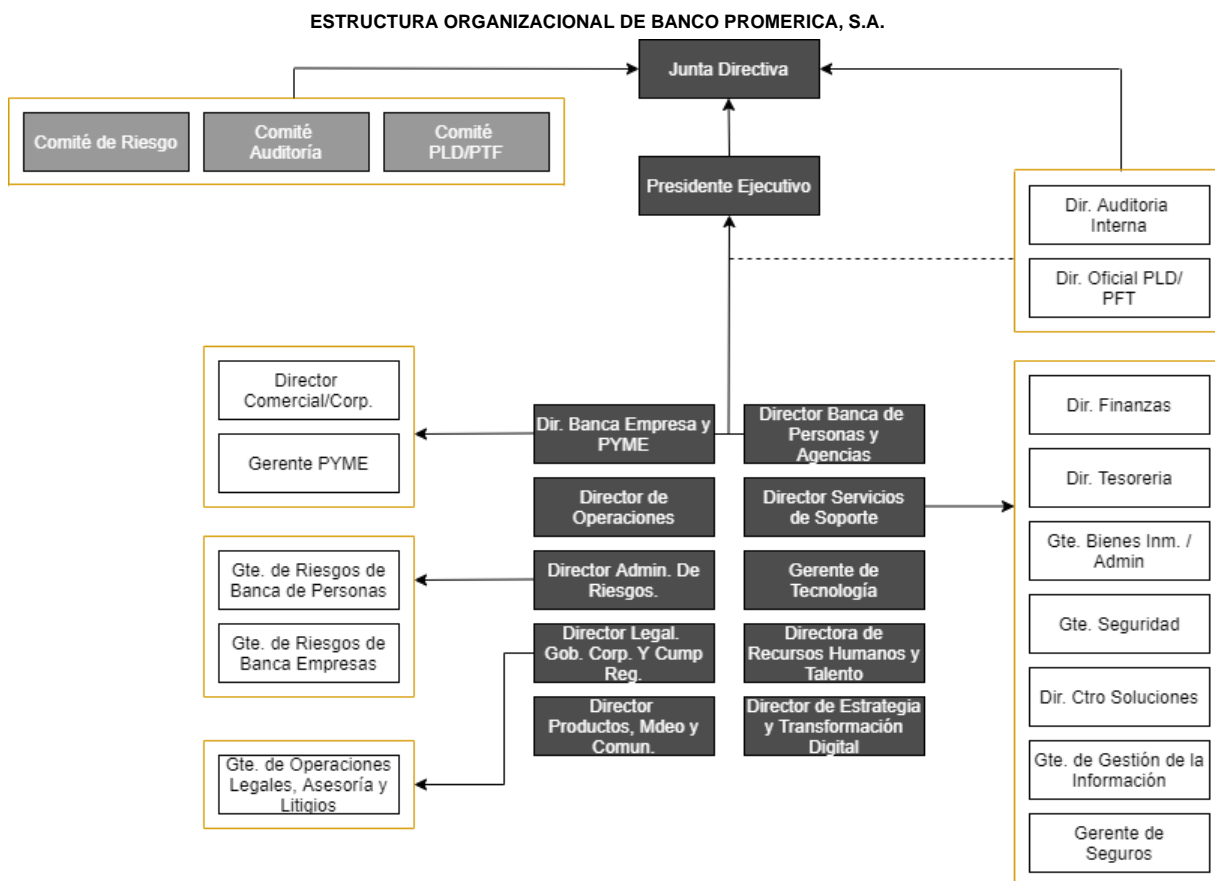 ESTRUCTURA ORGANIZACIONAL DE BANCO PROMERICA, S.A.
Junta Directiva
Comité de Riesgo
Comité
Auditoría
Comité
PLD/PTF
Presidente Ejecutivo
Dir. Auditoria
Interna
Dir. Oficial PLD/
PFT
Director
Comercial/Corp.
Gerente PYME
Dir. Banca Empresa y
PYME
Director Banca de
Personas y
Agencias
Director de
Operaciones
Director Servicios
de Soporte
Gte. de Riesgos de
Banca de Personas
Gte. de Riesgos de
Banca Empresas
Director Admin. De
Riesgos.
Gerente de
Tecnología
Director Legal.
Gob. Corp. Y Cump
Reg.
Directora de
Recursos Humanos y
Talento
Director
Productos, Mdeo y
Comun.
Director de Estrategia
y Transformación
Digital
Gte. de Operaciones
Legales, Asesoría y
Litigios
Dir. Finanzas
Dir. Tesoreria
Gte. Bienes Inm. /
Admin
Gte. Seguridad
Dir. Ctro Soluciones
Gte. de Gestión de la
Información
Gerente de
Seguros